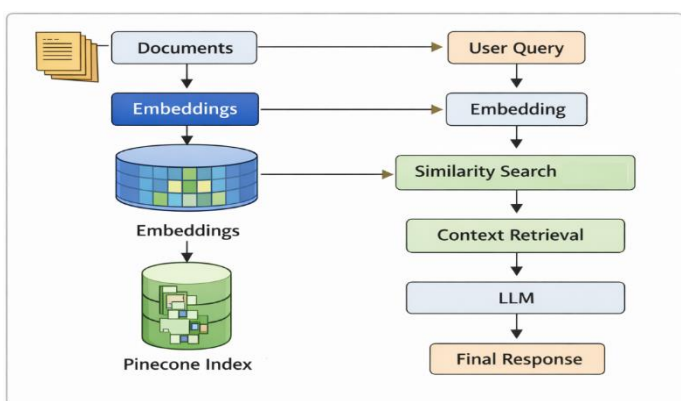 Documents
User Query
Embeddings
Embedding
Similarity Search
Embeddings
Context Retrieval
LLM
Pinecone Index
Final Response